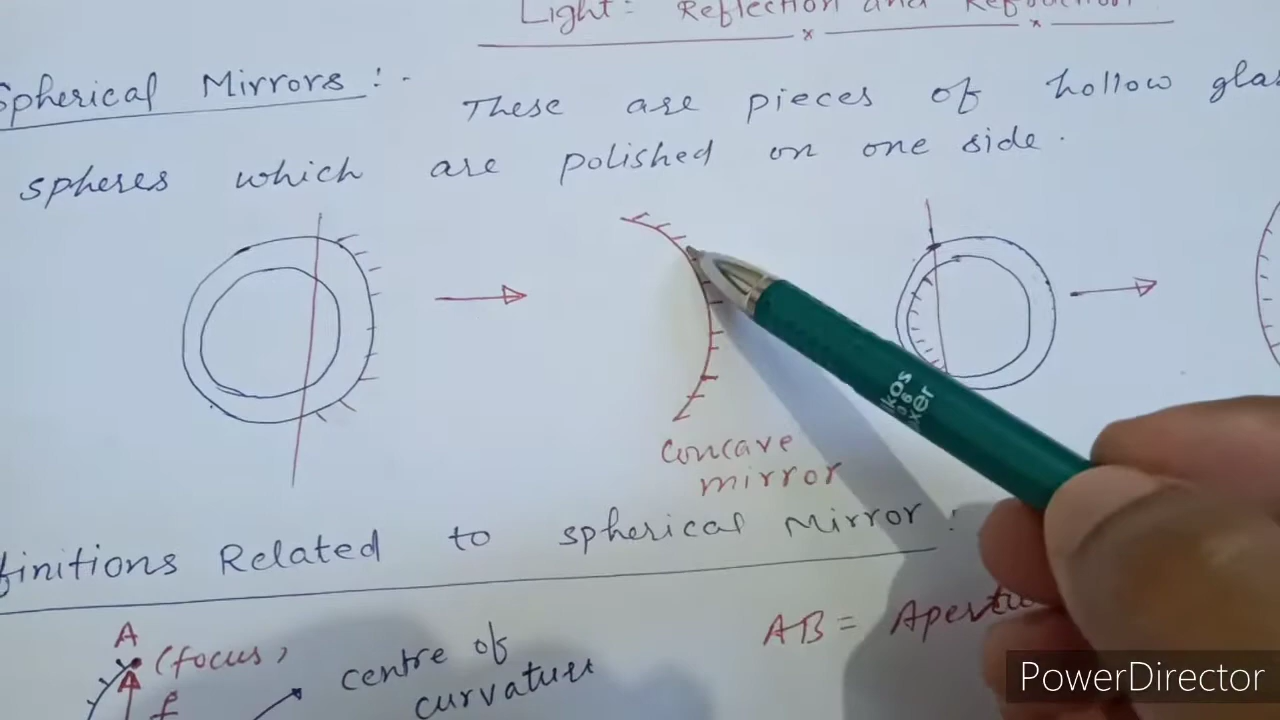 Light: Reflection and Refraction
Spherical Mirrors :- These are pieces of hollow
spheres which are polished on one side.
concave
mirror
Definitions Related to spherical Mirror :
A
(focus,
f
centre of
curvature
AB =
PowerDirector